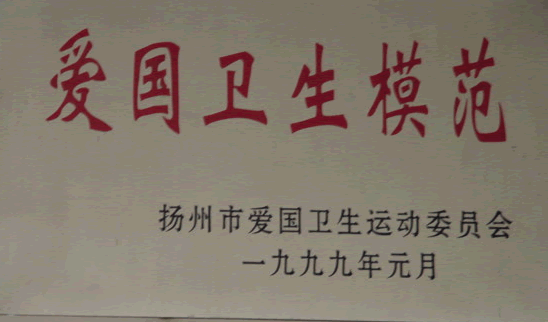 爱国卫生模范
扬州市爱国卫生运动委员会
一九九九年元月